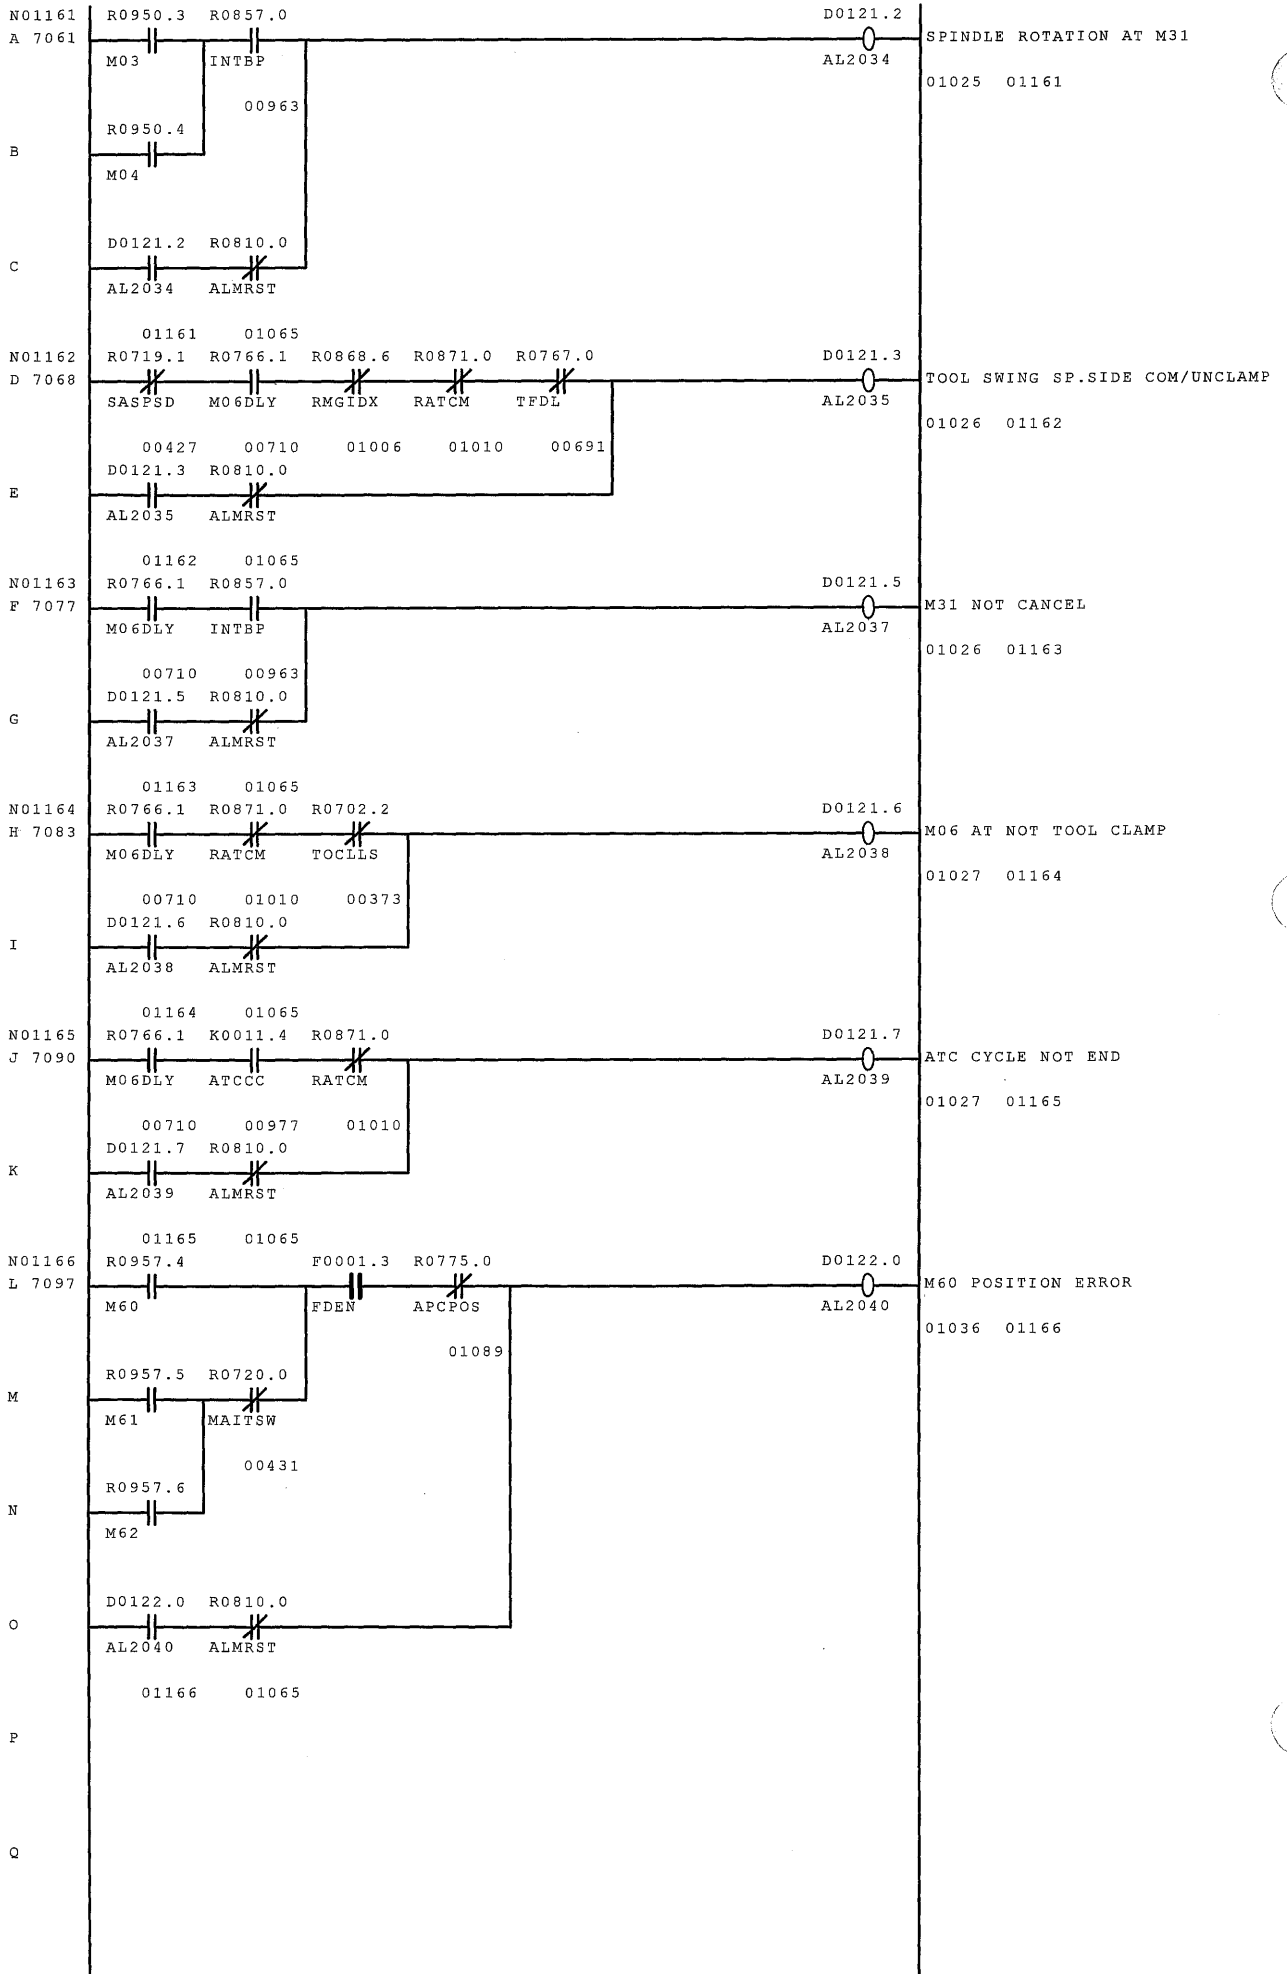 N01161 R0950.3 R0857.0 D0121.2
A 7061 SPINDLE ROTATION AT M31
M03 INTBP AL2034
01025 01161
00963
R0950.4
B
M04
D0121.2 R0810.0
C
AL2034 ALMRST
01161 01065
N01162 R0719.1 R0766.1 R0868.6 R0871.0 R0767.0 D0121.3
D 7068 TOOL SWING SP.SIDE COM/UNCLAMP
SASPSD M06DLY RMGIDX RATCM TFDL AL2035
01026 01162
00427 00710 01006 01010 00691
D0121.3 R0810.0
E
AL2035 ALMRST
01162 01065
N01163 R0766.1 R0857.0 D0121.5
F 7077 M31 NOT CANCEL
M06DLY INTBP AL2037
01026 01163
00710 00963
D0121.5 R0810.0
G
AL2037 ALMRST
01163 01065
N01164 R0766.1 R0871.0 R0702.2 D0121.6
H 7083 M06 AT NOT TOOL CLAMP
M06DLY RATCM TOCLLS AL2038
01027 01164
00710 01010 00373
D0121.6 R0810.0
I
AL2038 ALMRST
01164 01065
N01165 R0766.1 K0011.4 R0871.0 D0121.7
J 7090 ATC CYCLE NOT END
M06DLY ATCCC RATCM AL2039
01027 01165
00710 00977 01010
D0121.7 R0810.0
K
AL2039 ALMRST
01165 01065
N01166 R0957.4 F0001.3 R0775.0 D0122.0
L 7097 M60 POSITION ERROR
M60 FDEN APCPOS AL2040
01036 01166
01089
R0957.5 R0720.0
M
M61 MAITSW
00431
R0957.6
N
M62
D0122.0 R0810.0
O
AL2040 ALMRST
01166 01065
P
Q